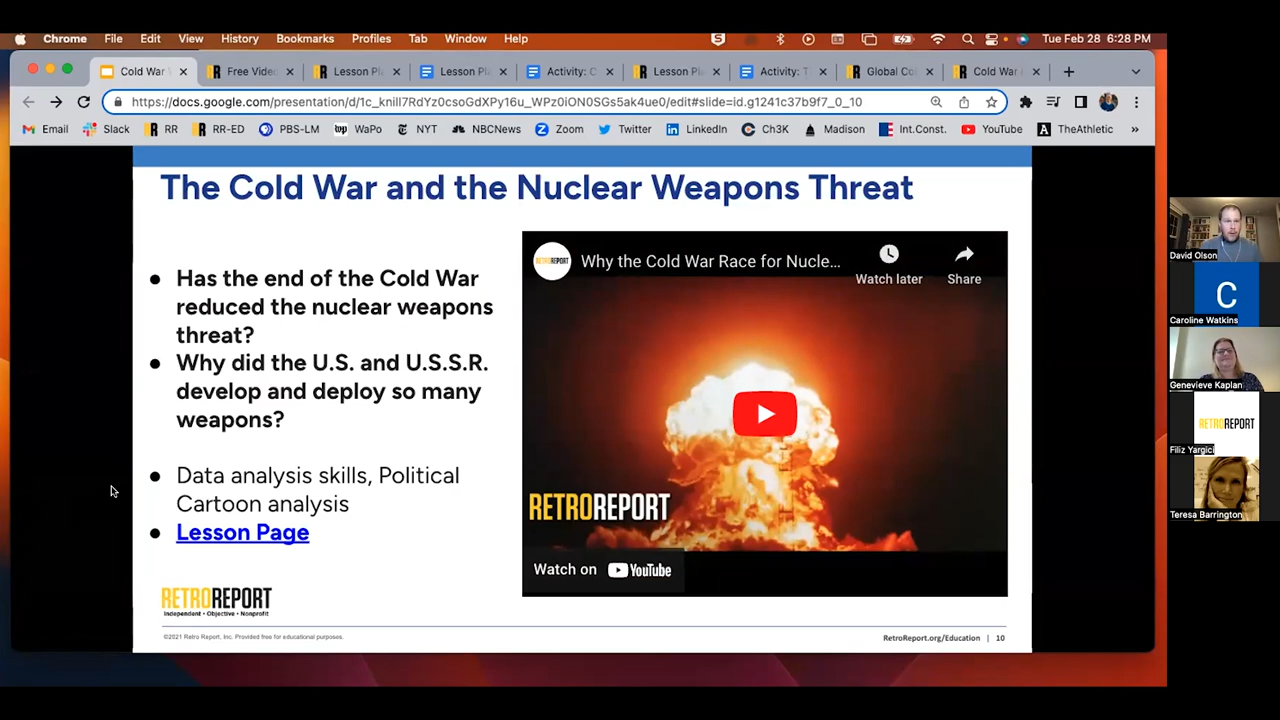 Chrome File Edit View History Bookmarks Profiles Tab Window Help Tue Feb 28 6:28 PM
Cold War Free Video Lesson Pl Lesson Pl Activity: C Lesson Pl Activity: T Global Co Cold War
https://docs.google.com/presentation/d/1c_knill7RdYz0csoGdXPy16u_WPz0iON0SGs5ak4ue0/edit#slide=id.g1241c37b9f7_0_10
Email Slack RR RR-ED PBS-LM WaPo NYT NBCNews Zoom Twitter LinkedIn Ch3K Madison Int.Const. YouTube TheAthletic »
The Cold War and the Nuclear Weapons Threat
• Has the end of the Cold War
reduced the nuclear weapons
threat?
• Why did the U.S. and U.S.S.R.
develop and deploy so many
weapons?
• Data analysis skills, Political
Cartoon analysis
• Lesson Page
RETROREPORT
Independent • Objective • Nonprofit
©2021 Retro Report, Inc. Provided free for educational purposes.
RetroReport.org/Education | 10
RETROREPORT
Why the Cold War Race for Nucle...
Watch later
Share
RETROREPORT
Watch on YouTube
David Olson
C
Caroline Watkins
Genevieve Kaplan
RETROREPORT
Filiz Yargici
Teresa Barrington